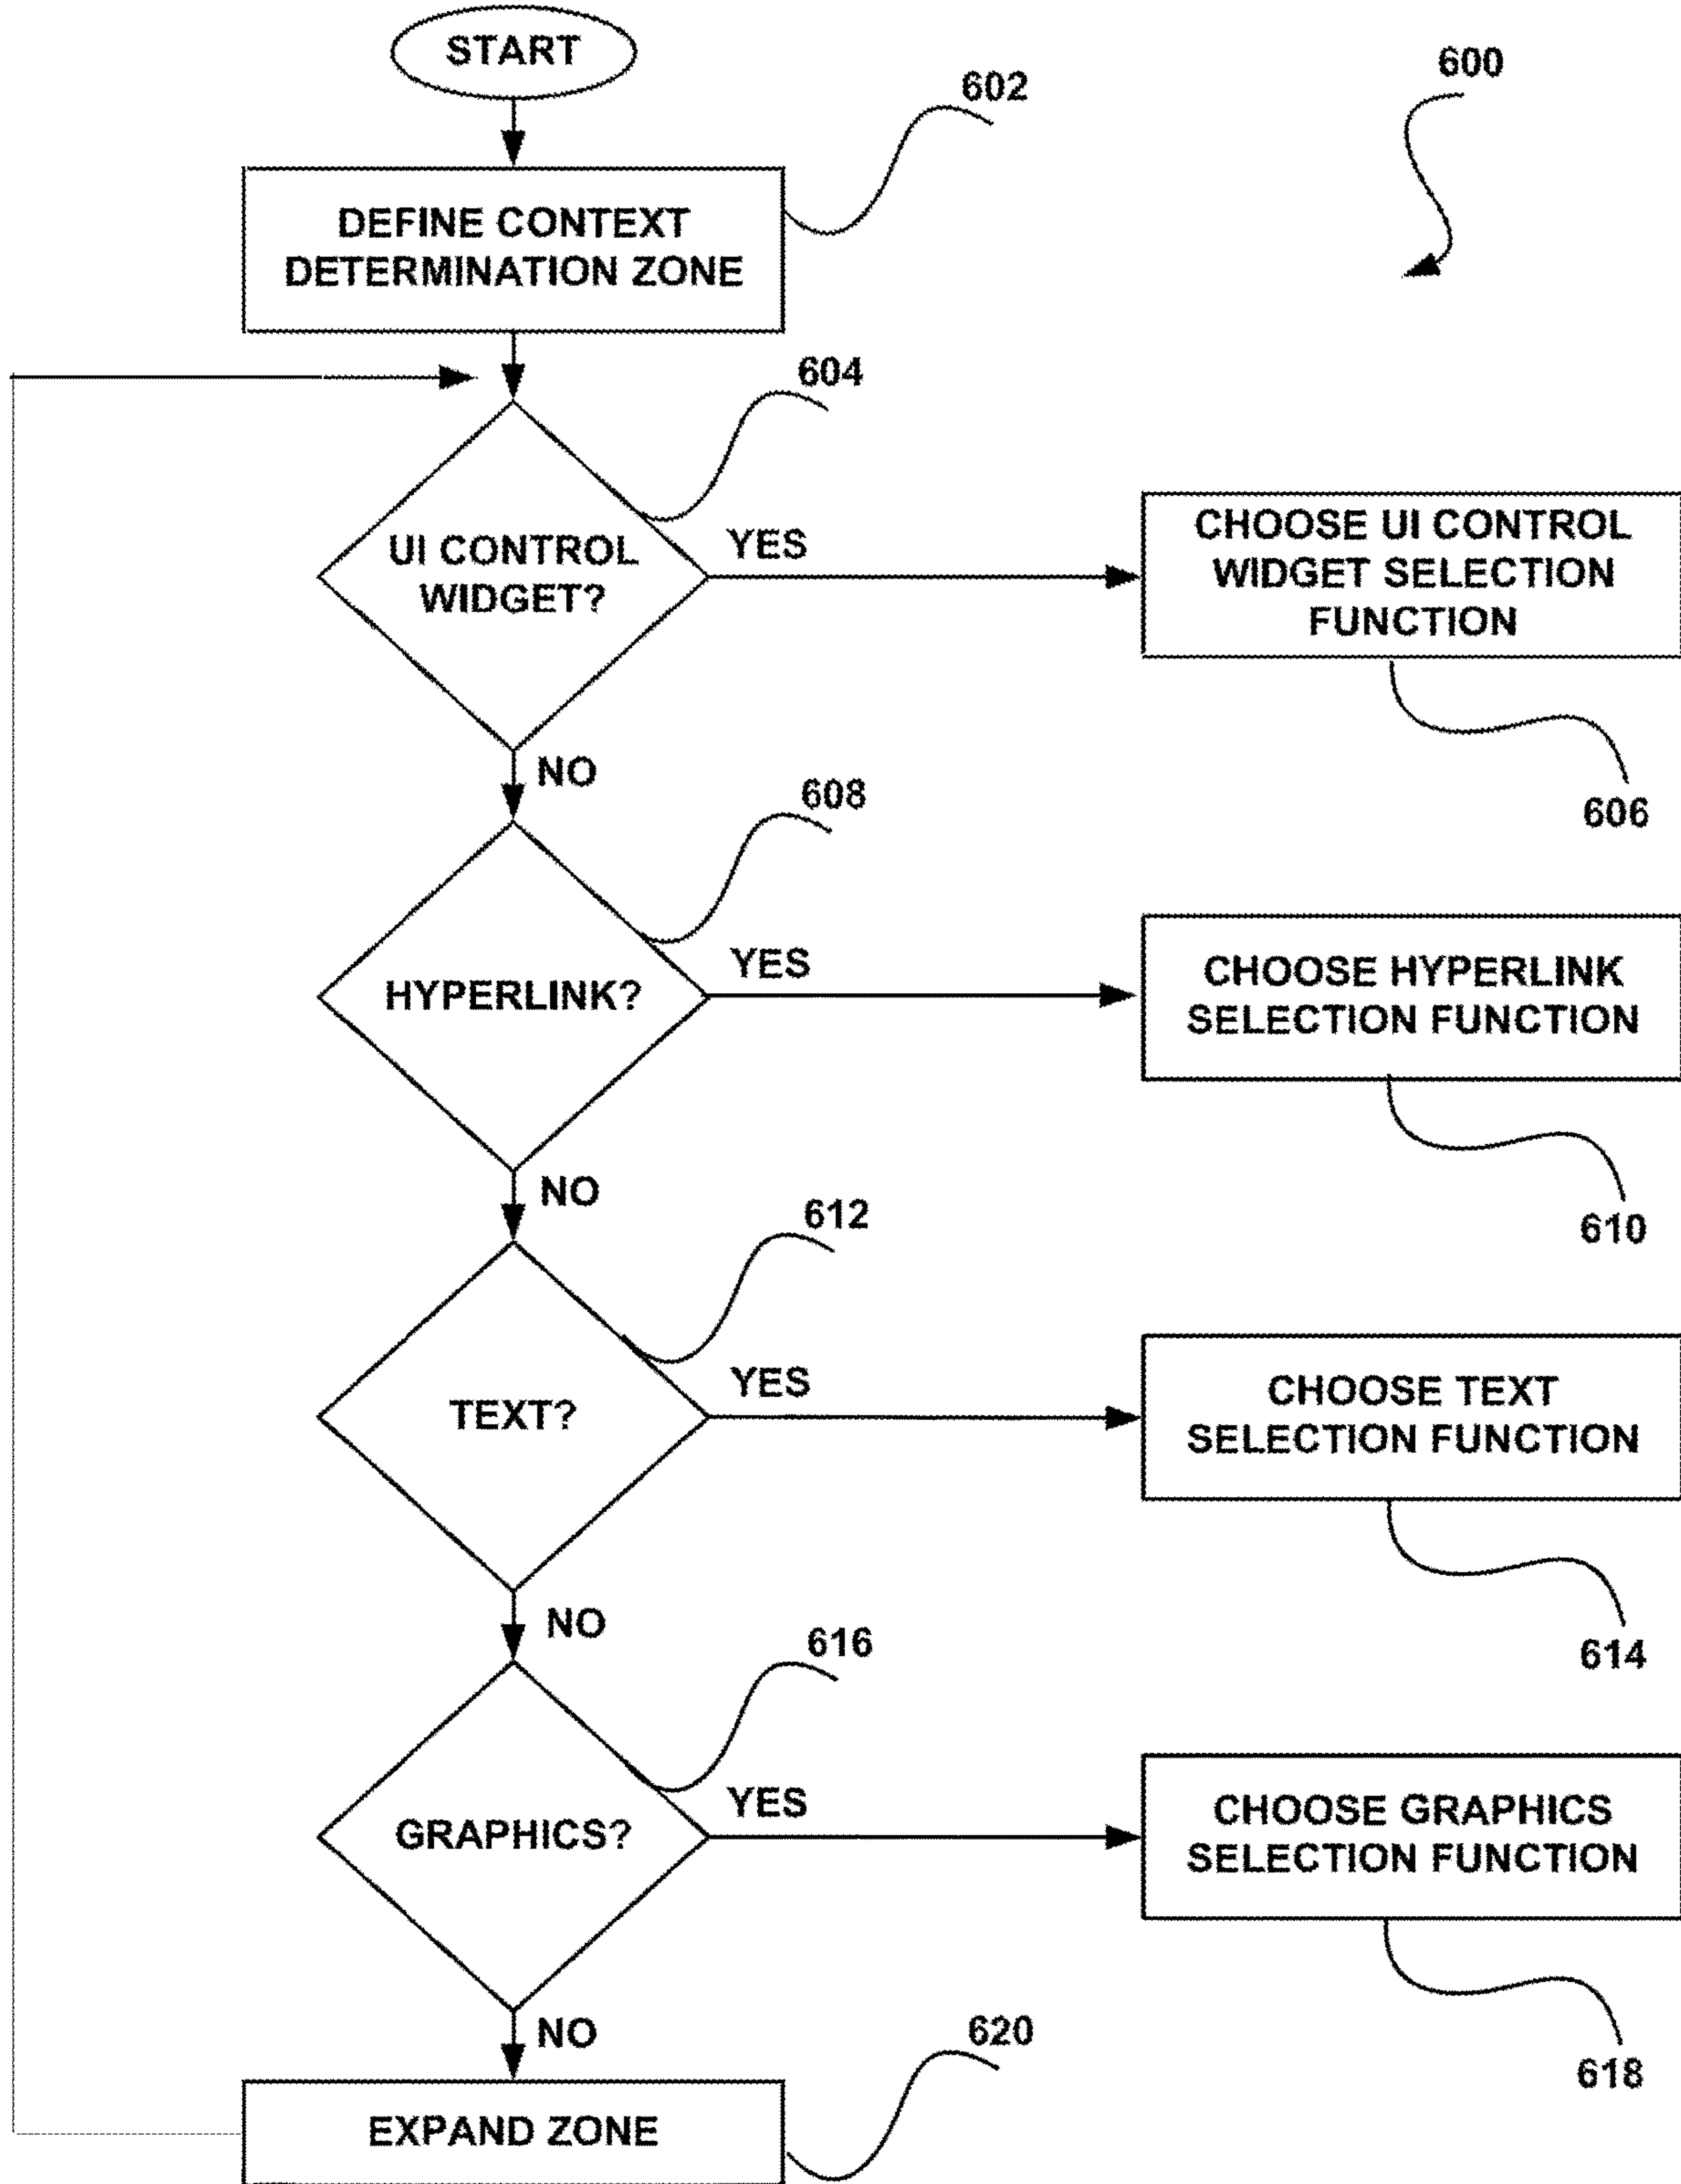 START
602
600
DEFINE CONTEXT
DETERMINATION ZONE
604
UI CONTROL
WIDGET?
YES
CHOOSE UI CONTROL
WIDGET SELECTION
FUNCTION
606
NO
608
HYPERLINK?
YES
CHOOSE HYPERLINK
SELECTION FUNCTION
610
NO
612
TEXT?
YES
CHOOSE TEXT
SELECTION FUNCTION
614
NO
616
GRAPHICS?
YES
CHOOSE GRAPHICS
SELECTION FUNCTION
618
NO
620
EXPAND ZONE